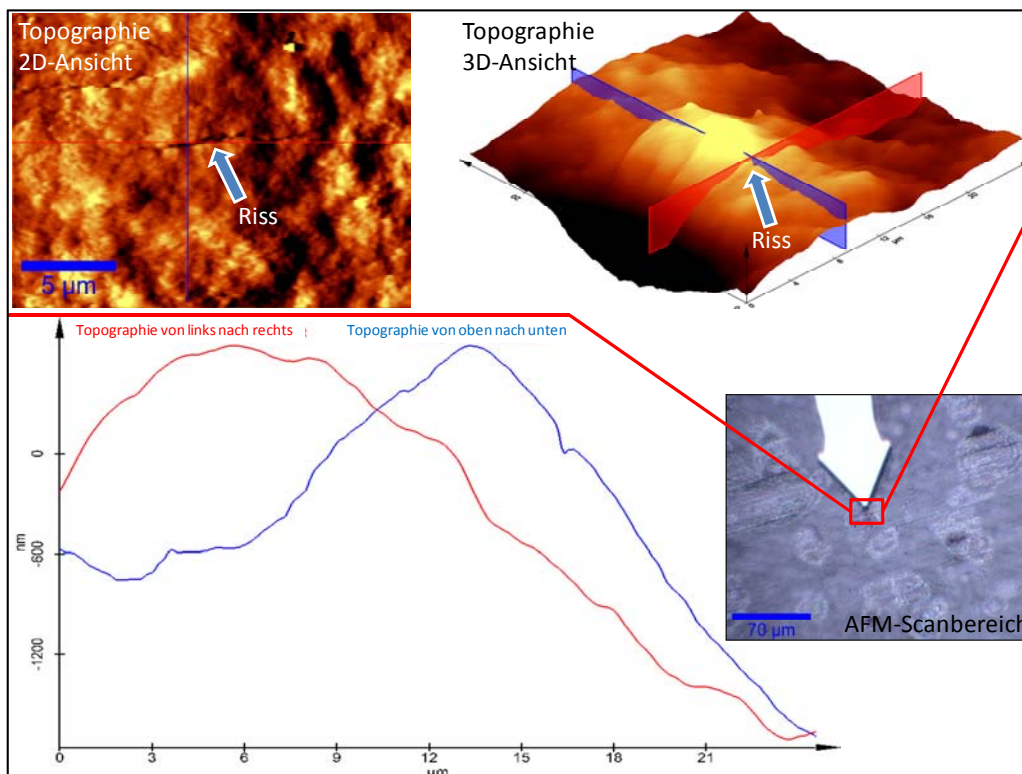 Topographie
2D-Ansicht
Riss
5 µm
Topographie
3D-Ansicht
Riss
Topographie von links nach rechts
Topographie von oben nach unten
0
nm
-600
-1200
0
3
6
9
12
15
18
21
µm
70 µm
AFM-Scanbereich